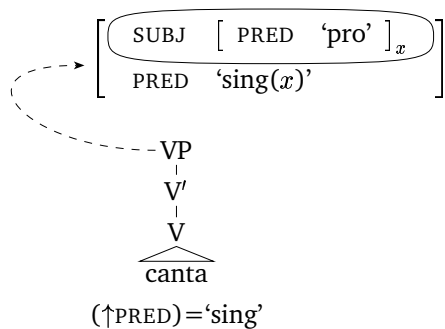 SUBJ [ PRED ‘pro’ ]x
PRED ‘sing(x)’
VP
V′
V
canta
(↑PRED)=‘sing’